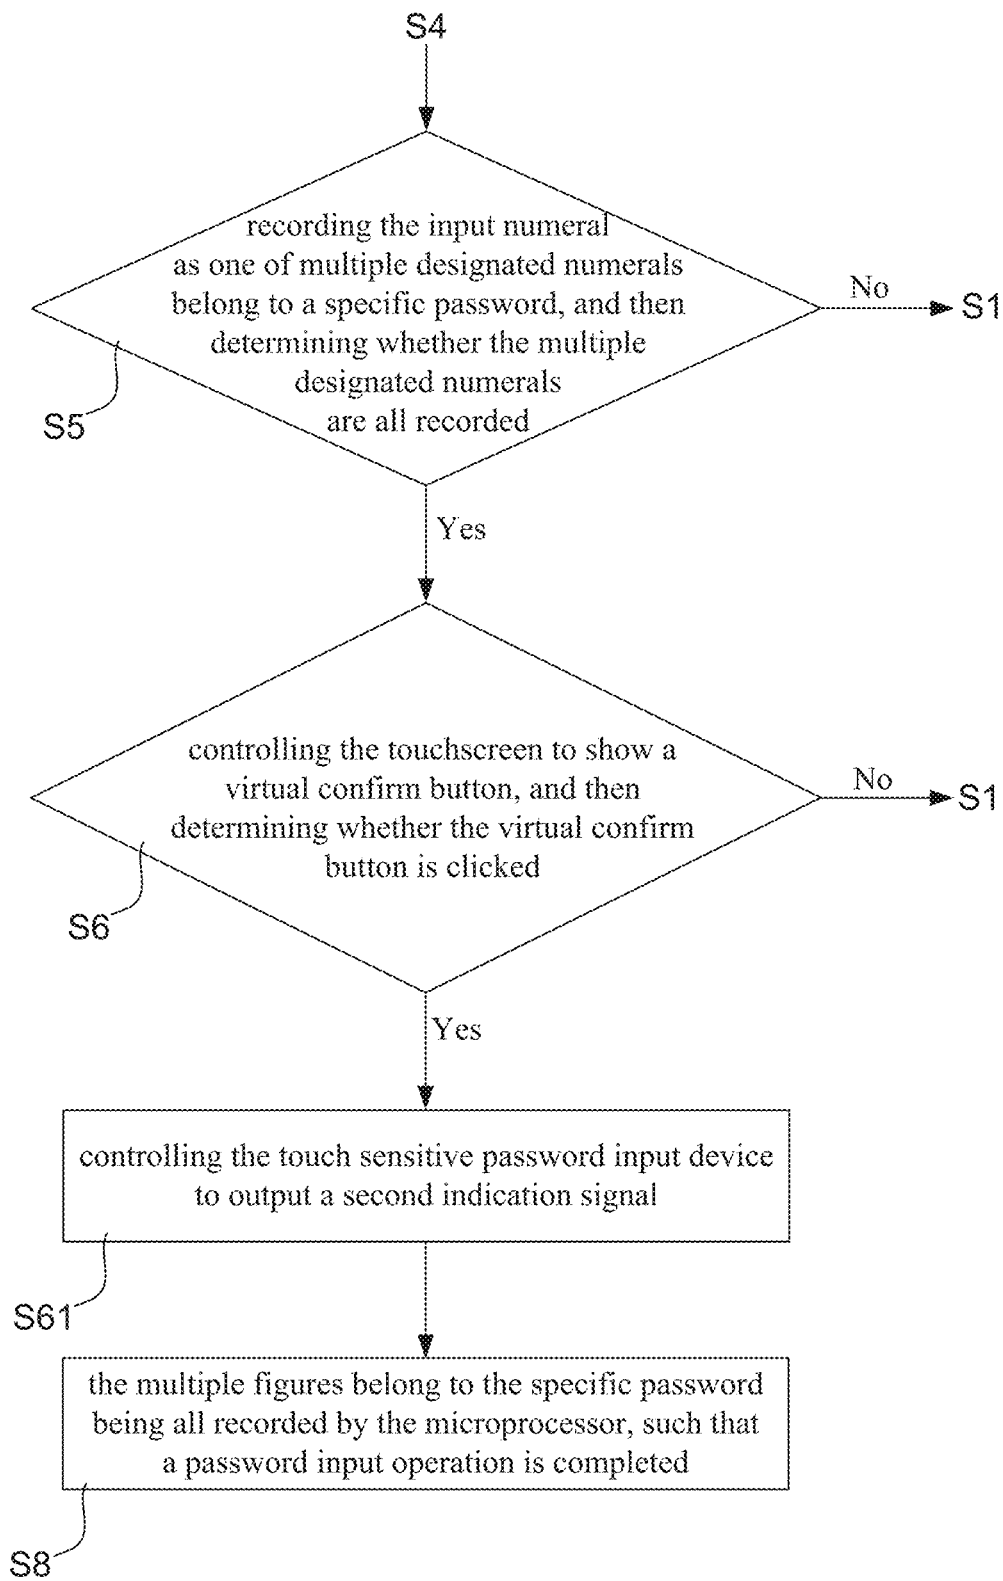 S4
recording the input numeral
as one of multiple designated numerals
belong to a specific password, and then
determining whether the multiple
designated numerals
are all recorded
No
S1
S5
Yes
controlling the touchscreen to show a
virtual confirm button, and then
determining whether the virtual confirm
button is clicked
No
S1
S6
Yes
controlling the touch sensitive password input device
to output a second indication signal
S61
the multiple figures belong to the specific password
being all recorded by the microprocessor, such that
a password input operation is completed
S8